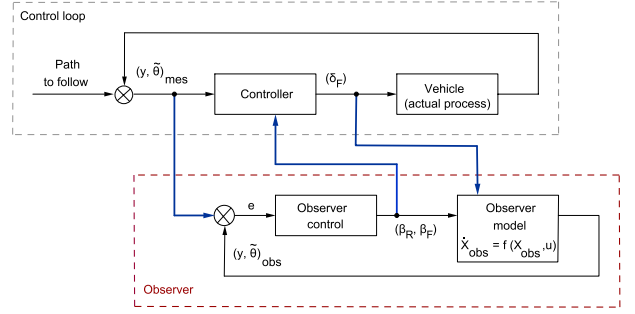 Control loop
Path
to follow
(y, θ̃)mes
Controller
(δF)
Vehicle
(actual process)
e
Observer
control
(βR, βF)
Observer
model
Ẋobs = f (Xobs ,u)
(y, θ̃)obs
Observer